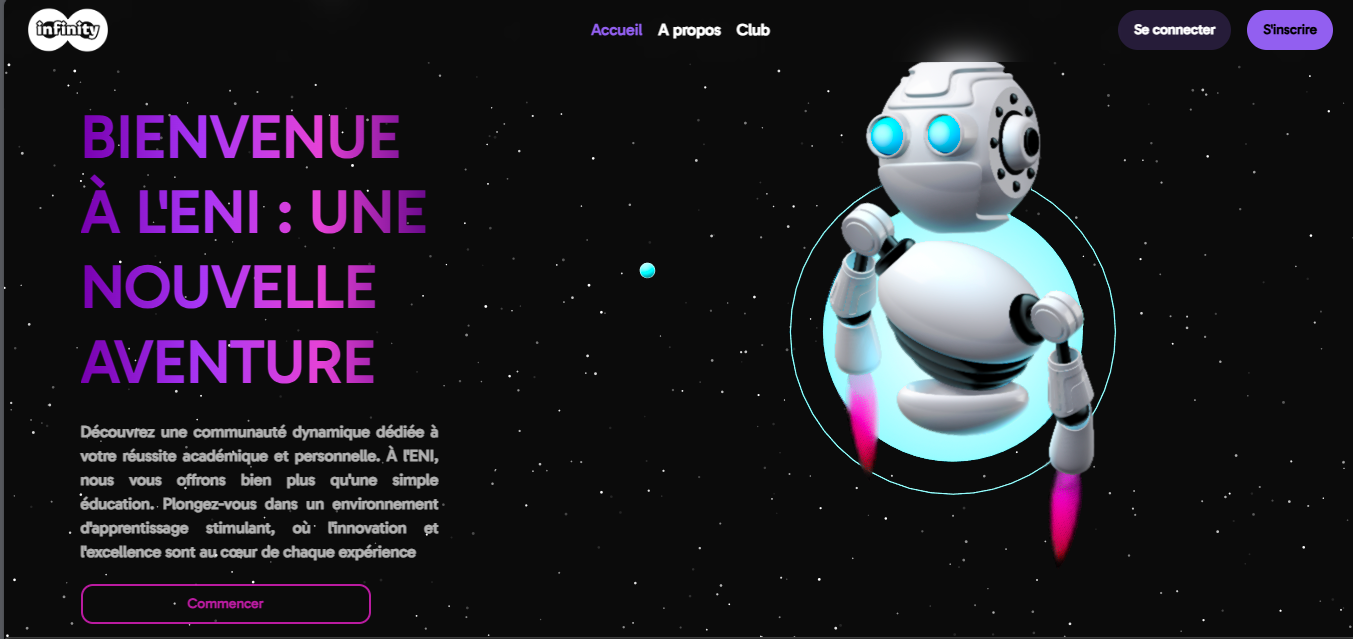 infinity
Accueil
A propos
Club
Se connecter
S'inscrire
BIENVENUE
À L'ENI : UNE
NOUVELLE
AVENTURE
Découvrez une communauté dynamique dédiée à
votre réussite académique et personnelle. À l'ENI,
nous vous offrons bien plus qu'une simple
éducation. Plongez-vous dans un environnement
d'apprentissage stimulant, où l'innovation et
l'excellence sont au cœur de chaque expérience
Commencer